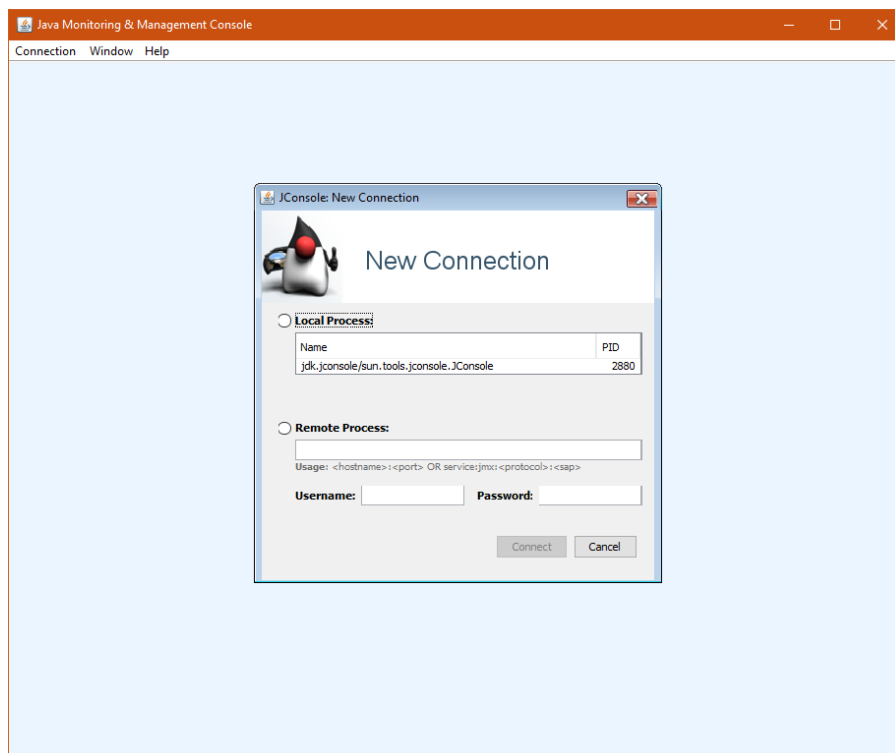 Java Monitoring & Management Console
Connection Window Help
JConsole: New Connection
New Connection
Local Process:
Name PID
jdk.jconsole/sun.tools.jconsole.JConsole 2880
Remote Process:
Usage: <hostname>:<port> OR service:jmx:<protocol>:<sap>
Username: Password:
Connect Cancel